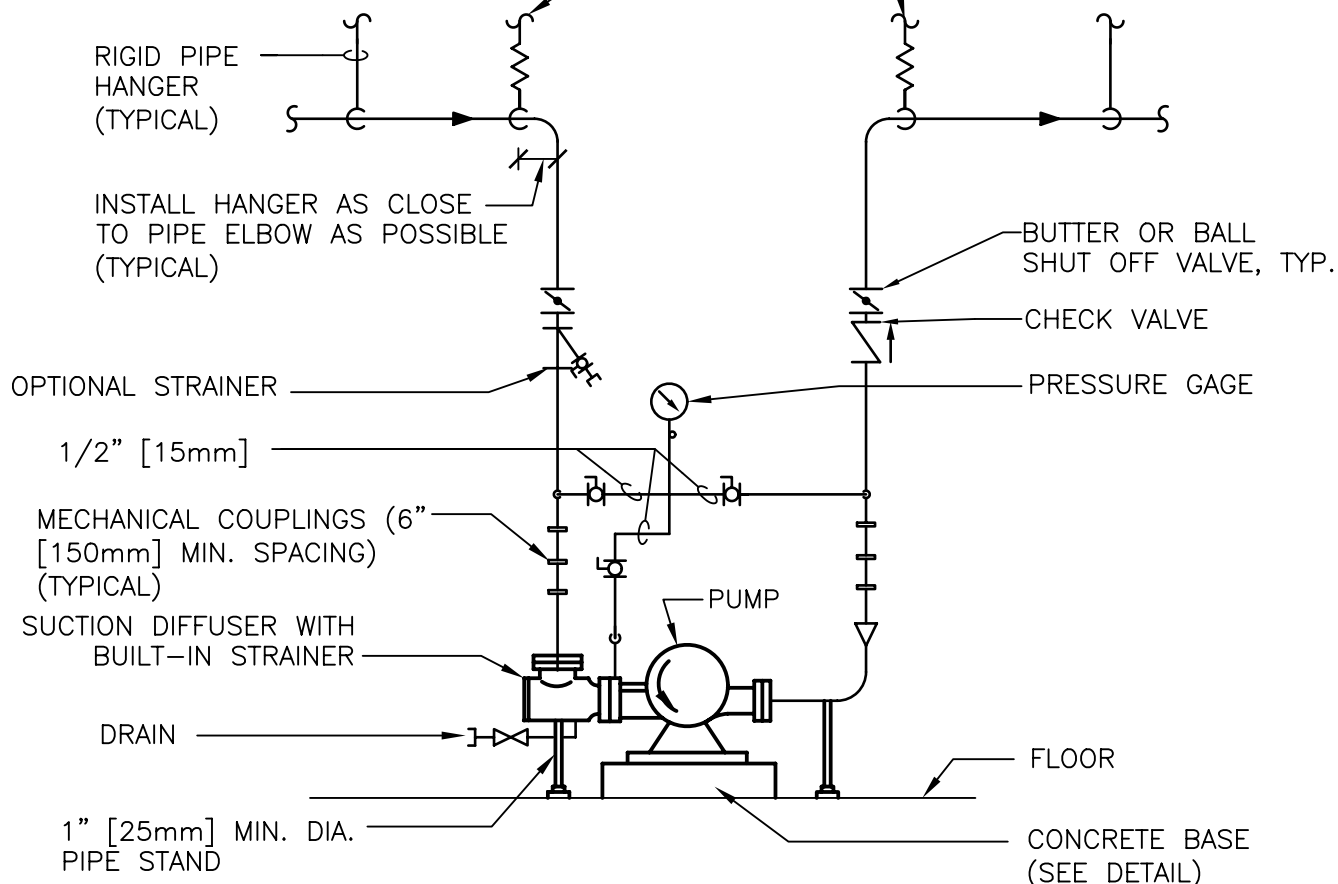 RIGID PIPE
HANGER
(TYPICAL)
INSTALL HANGER AS CLOSE
TO PIPE ELBOW AS POSSIBLE
(TYPICAL)
BUTTER OR BALL
SHUT OFF VALVE, TYP.
CHECK VALVE
OPTIONAL STRAINER
PRESSURE GAGE
1/2” [15mm]
MECHANICAL COUPLINGS (6”
[150mm] MIN. SPACING)
(TYPICAL)
PUMP
SUCTION DIFFUSER WITH
BUILT-IN STRAINER
DRAIN
FLOOR
1” [25mm] MIN. DIA.
PIPE STAND
CONCRETE BASE
(SEE DETAIL)